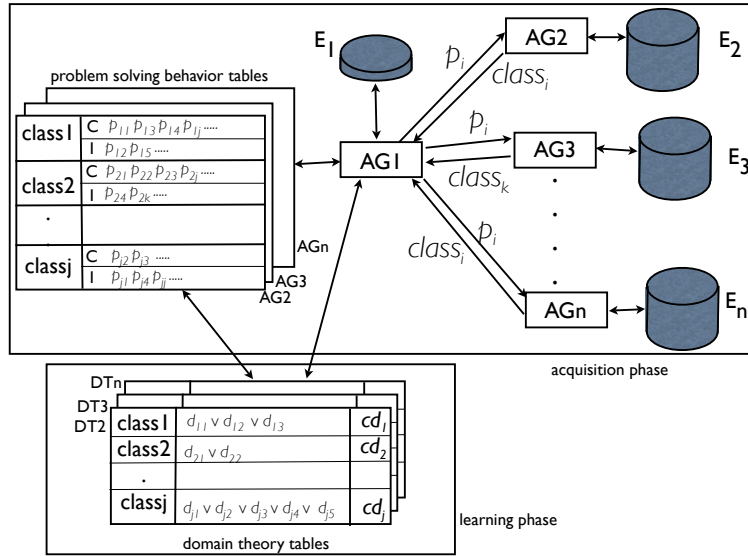 E1
AG2
E2
problem solving behavior tables
pi
classi
class1 C p11 p13 p14 p1j .....
I p12 p15 .....
class2 C p21 p22 p23 p2j .....
I p24 p2k .....
.
.
classj C pj2 pj3 .....
I pj1 pj4 pjj .....
AGn
AG3
AG2
AG1
pi
classk
AG3
E3
pi
classi
.
.
.
.
AGn
En
acquisition phase
DTn
DT3
DT2
class1 d11 v d12 v d13 cd1
class2 d21 v d22 cd2
.
classj dj1 v dj2 v dj3 v dj4 v dj5 cdj
domain theory tables
learning phase